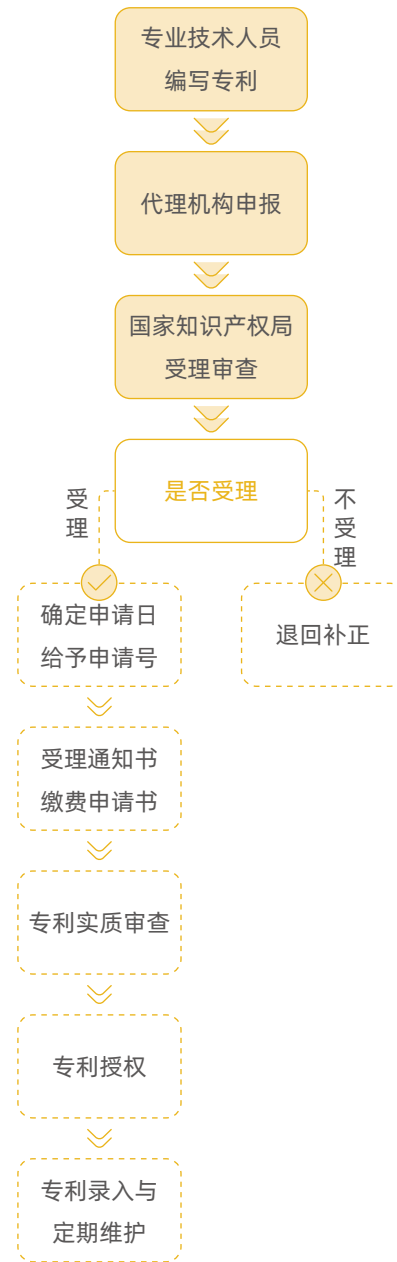 专业技术人员
编写专利
代理机构申报
国家知识产权局
受理审查
是否受理
受理
不受理
确定申请日
给予申请号
退回补正
受理通知书
缴费申请书
专利实质审查
专利授权
专利录入与
定期维护